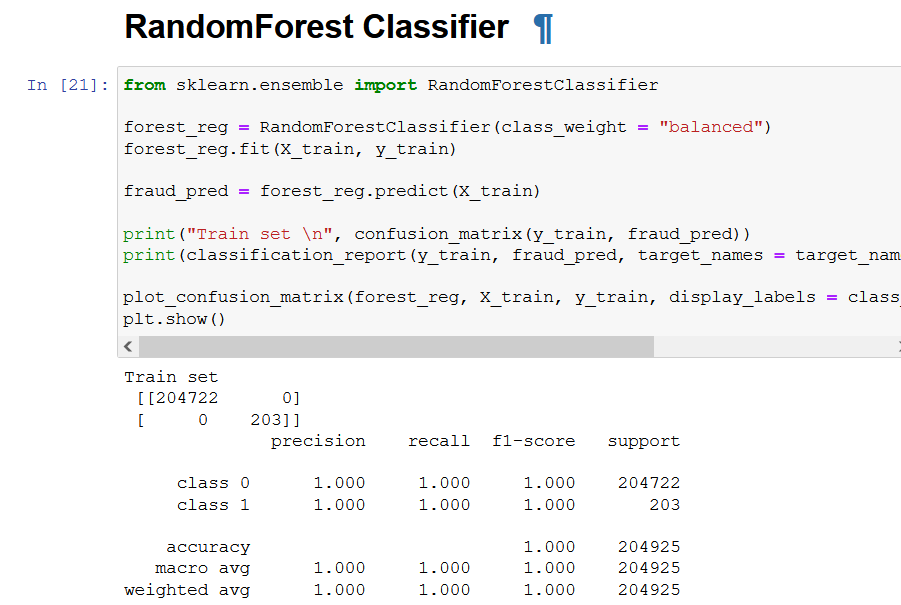 RandomForest Classifier ¶
In [21]: from sklearn.ensemble import RandomForestClassifier
forest_reg = RandomForestClassifier(class_weight = "balanced")
forest_reg.fit(X_train, y_train)
fraud_pred = forest_reg.predict(X_train)
print("Train set \n", confusion_matrix(y_train, fraud_pred))
print(classification_report(y_train, fraud_pred, target_names = target_nam
plot_confusion_matrix(forest_reg, X_train, y_train, display_labels = class_
plt.show()
Train set
[[204722 0]
[ 0 203]]
precision recall f1-score support
class 0 1.000 1.000 1.000 204722
class 1 1.000 1.000 1.000 203
accuracy 1.000 204925
macro avg 1.000 1.000 1.000 204925
weighted avg 1.000 1.000 1.000 204925